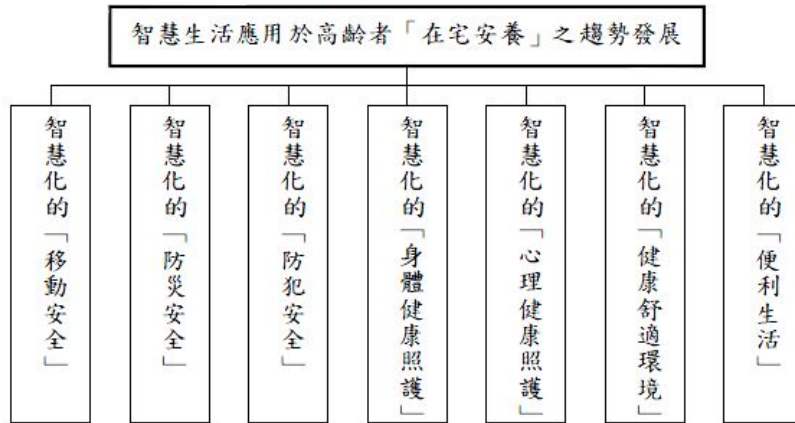 智慧生活應用於高齡者「在宅安養」之趨勢發展
智慧化的「移動安全」
智慧化的「防災安全」
智慧化的「防犯安全」
智慧化的「身體健康照護」
智慧化的「心理健康照護」
智慧化的「健康舒適環境」
智慧化的「便利生活」